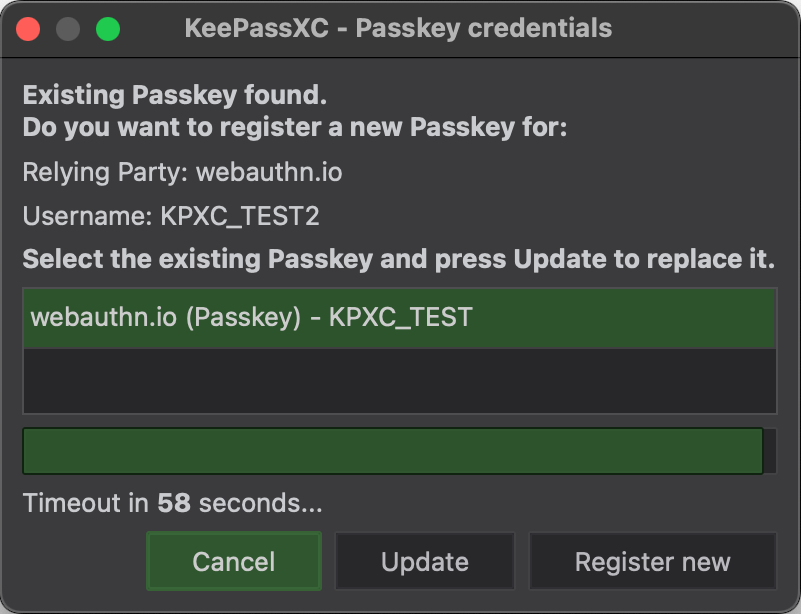 KeePassXC - Passkey credentials
Existing Passkey found.
Do you want to register a new Passkey for:
Relying Party: webauthn.io
Username: KPXC_TEST2
Select the existing Passkey and press Update to replace it.
webauthn.io (Passkey) - KPXC_TEST
Timeout in 58 seconds...
Cancel
Update
Register new